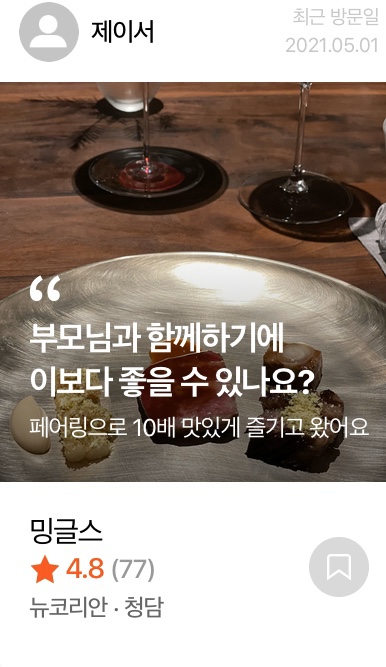 제이서
최근 방문일
2021.05.01
“
부모님과 함께하기에
이보다 좋을 수 있나요?
페어링으로 10배 맛있게 즐기고 왔어요
밍글스
★ 4.8 (77)
뉴코리안 · 청담